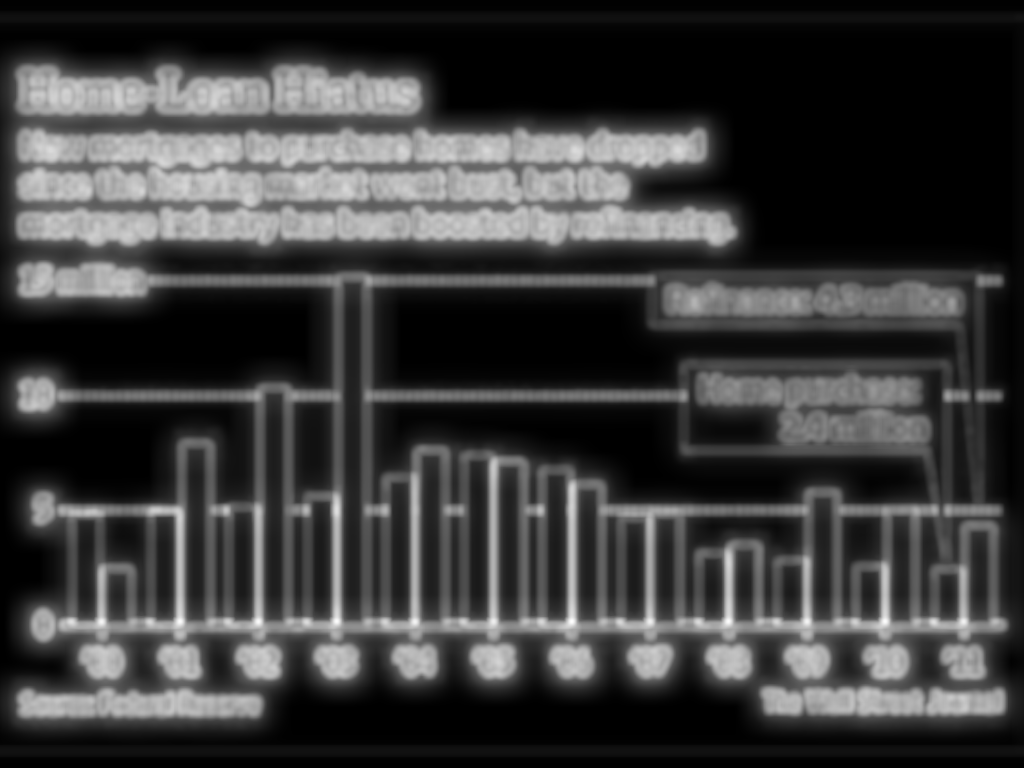 Home-Loan Hiatus
New mortgages to purchase homes have dropped
since the housing market went bust, but the
mortgage industry has been boosted by refinancing.
15 million
Refinance: 4.3 million
10
Home purchase:
2.4 million
5
0
'00 '01 '02 '03 '04 '05 '06 '07 '08 '09 '10 '11
Source: Federal Reserve
The Wall Street Journal